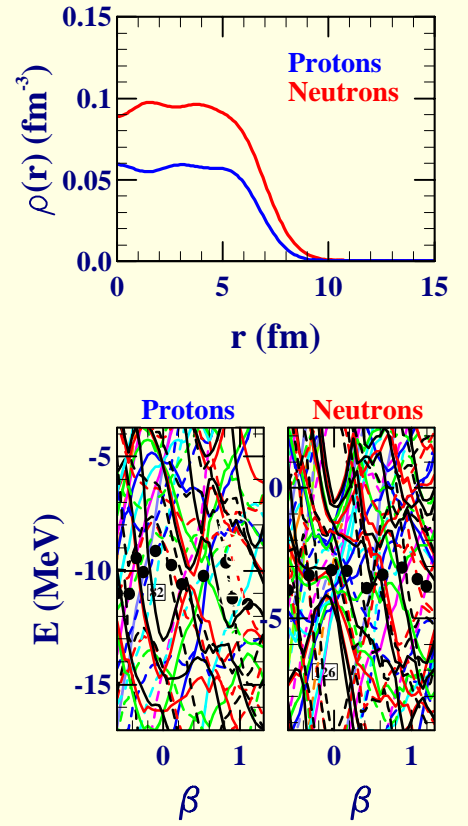 ρ(r) (fm⁻³)
0.15
0.1
0.05
0.0
Protons
Neutrons
0 5 10 15
r (fm)
Protons Neutrons
E (MeV)
-5
-10
-15
0
-5
126
0 1 0 1
β β